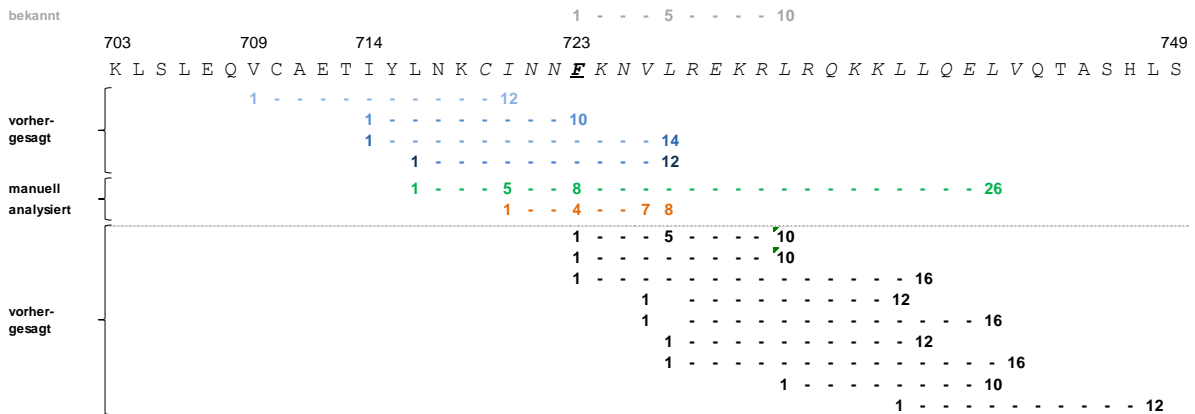 bekannt 1 - - - 5 - - - - 10
703 709 714 723 749
K L S L E Q V C A E T I Y L N K C I N N F K N V L R E K R L R Q K K L L Q E L V Q T A S H L S
vorher-
gesagt
1 - - - - - - - - - - 12
1 - - - - - - - - 10
1 - - - - - - - - - - - - 14
1 - - - - - - - - - - 12
manuell
analysiert
1 - - - 5 - - 8 - - - - - - - - - - - - - - - - - 26
1 - - 4 - - 7 8
vorher-
gesagt
1 - - - 5 - - - - 10
1 - - - - - - - - 10
1 - - - - - - - - - - - - - - 16
1 - - - - - - - - - 12
1 - - - - - - - - - - - - - 16
1 - - - - - - - - - - 12
1 - - - - - - - - - - - - - - 16
1 - - - - - - - - 10
1 - - - - - - - - - - 12